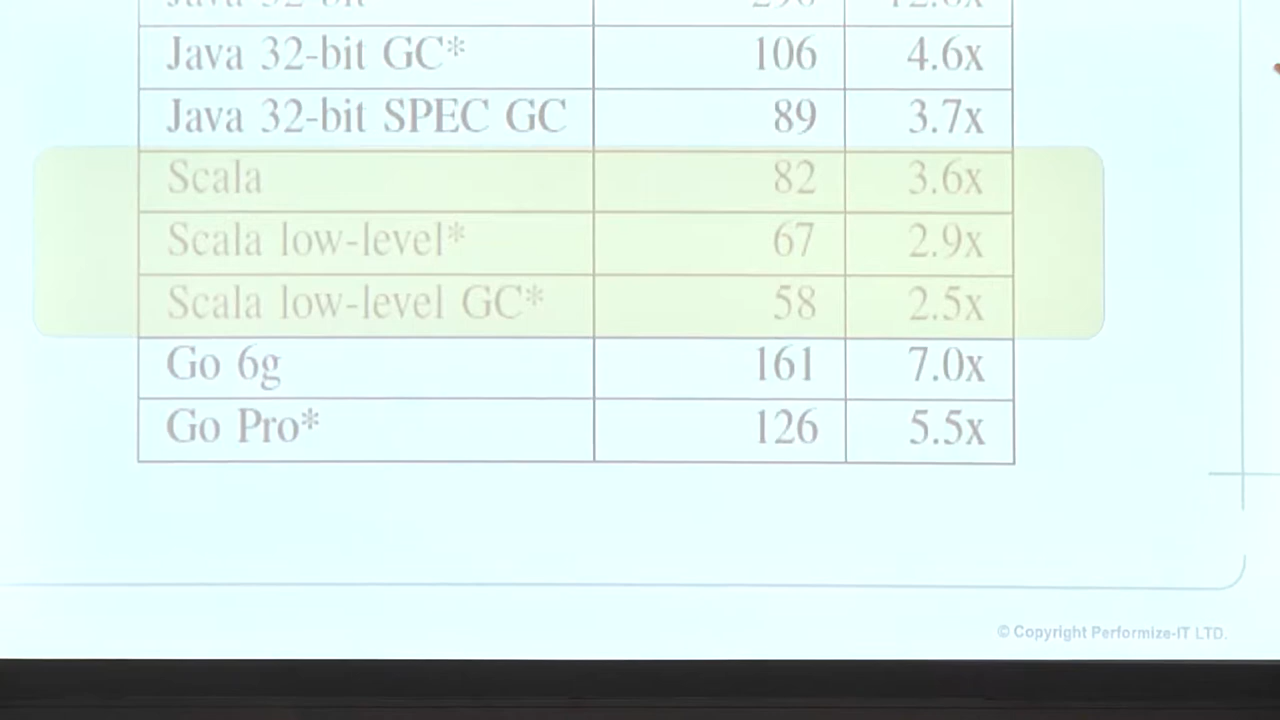 Java 32-bit GC* 106 4.6x
Java 32-bit SPEC GC 89 3.7x
Scala 82 3.6x
Scala low-level* 67 2.9x
Scala low-level GC* 58 2.5x
Go 6g 161 7.0x
Go Pro* 126 5.5x
© Copyright Performize-IT LTD.